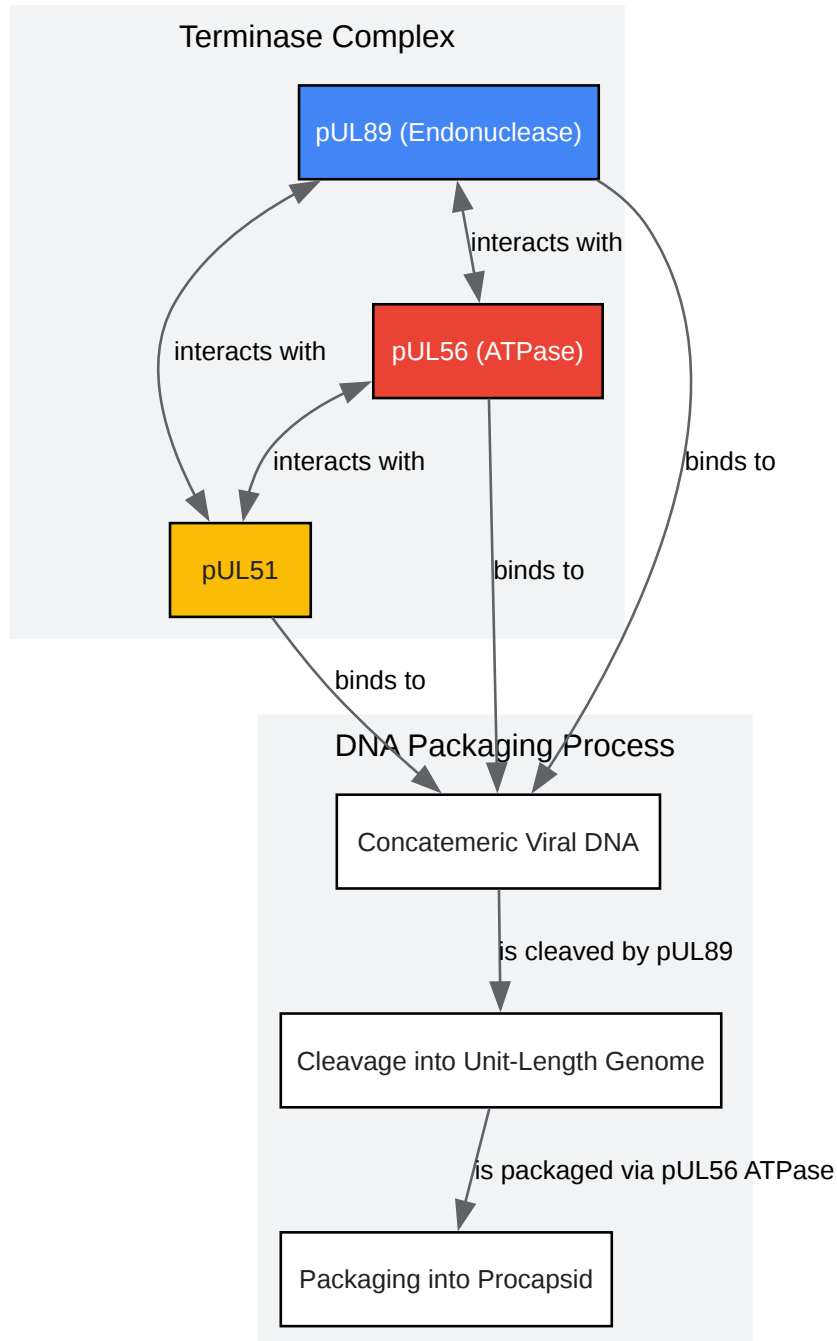 Terminase Complex
pUL89 (Endonuclease)
interacts with
interacts with
pUL56 (ATPase)
interacts with
binds to
pUL51
binds to
binds to
DNA Packaging Process
Concatemeric Viral DNA
is cleaved by pUL89
Cleavage into Unit-Length Genome
is packaged via pUL56 ATPase
Packaging into Procapsid